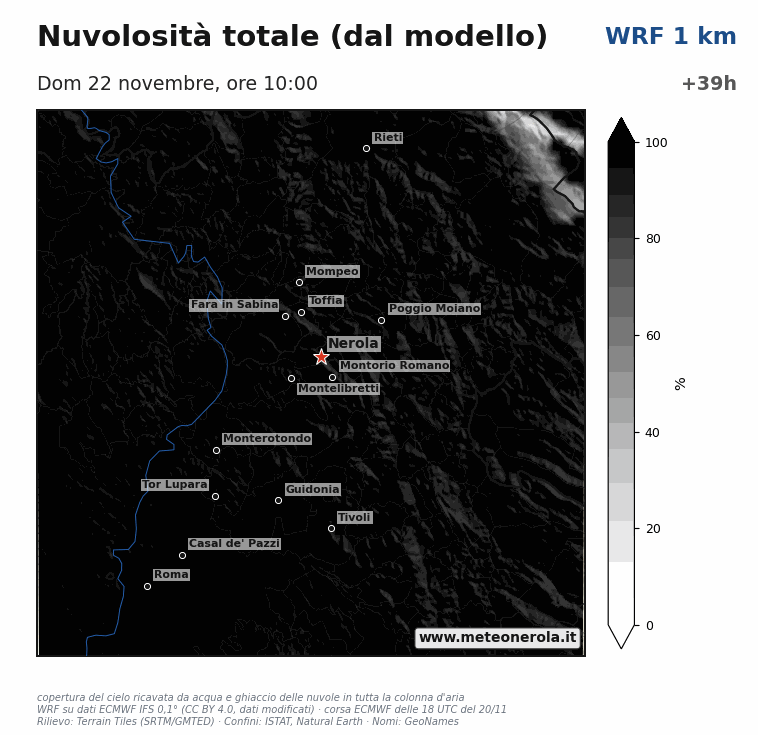 Nuvolosità totale (dal modello)
WRF 1 km
Dom 22 novembre, ore 10:00
+39h
Rieti
Mompeo
Toffia
Fara in Sabina
Poggio Moiano
Nerola
Montorio Romano
Montelibretti
Monterotondo
Tor Lupara
Guidonia
Tivoli
Casal de' Pazzi
Roma
www.meteonerola.it
100
80
60
40
20
0
%
copertura del cielo ricavata da acqua e ghiaccio delle nuvole in tutta la colonna d'aria
WRF su dati ECMWF IFS 0,1° (CC BY 4.0, dati modificati) · corsa ECMWF delle 18 UTC del 20/11
Rilievo: Terrain Tiles (SRTM/GMTED) · Confini: ISTAT, Natural Earth · Nomi: GeoNames